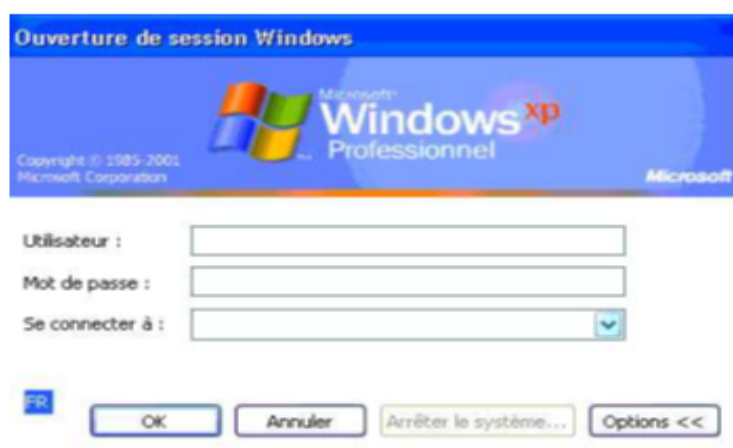 Ouverture de session Windows
Microsoft
Windows xp
Professionnel
Copyright © 1985-2001
Microsoft Corporation
Microsoft
Utilisateur :
Mot de passe :
Se connecter à :
FR
OK Annuler Arrêter le système... Options <<